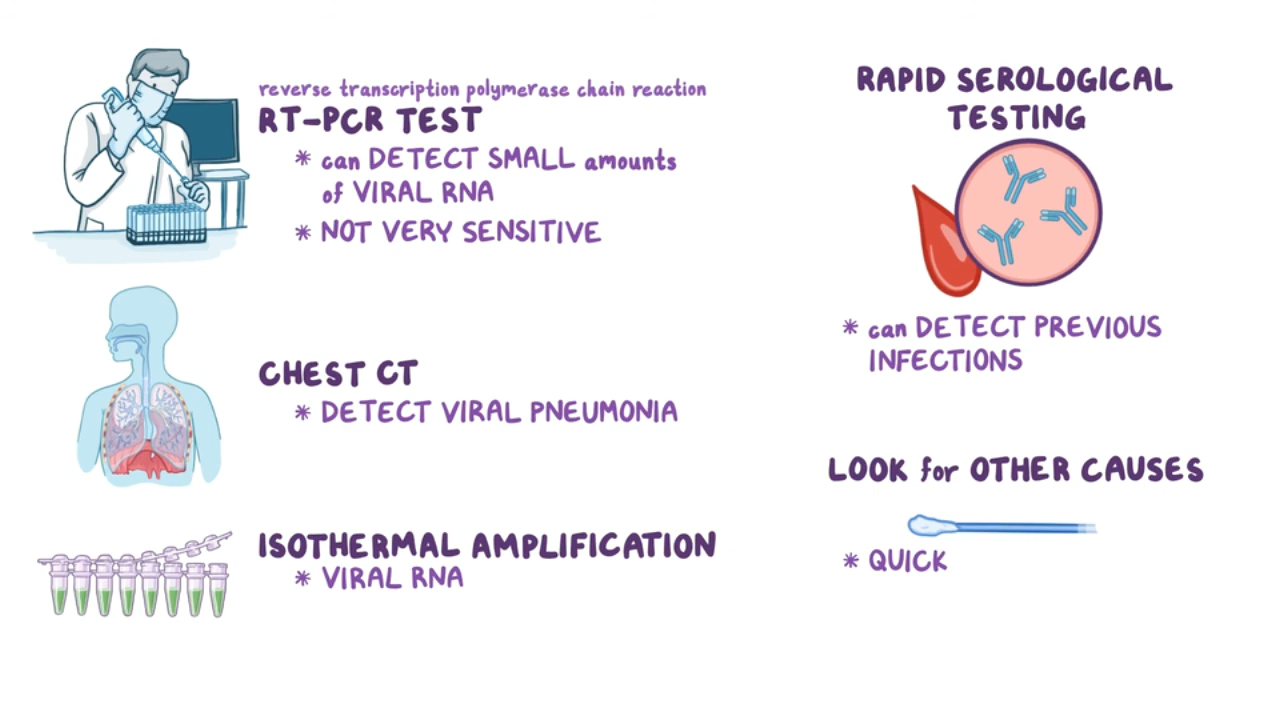 reverse transcription polymerase chain reaction
RT-PCR TEST
* can DETECT SMALL amounts
of VIRAL RNA
* NOT VERY SENSITIVE
CHEST CT
* DETECT VIRAL PNEUMONIA
ISOTHERMAL AMPLIFICATION
* VIRAL RNA
RAPID SEROLOGICAL
TESTING
* can DETECT PREVIOUS
INFECTIONS
LOOK for OTHER CAUSES
* QUICK